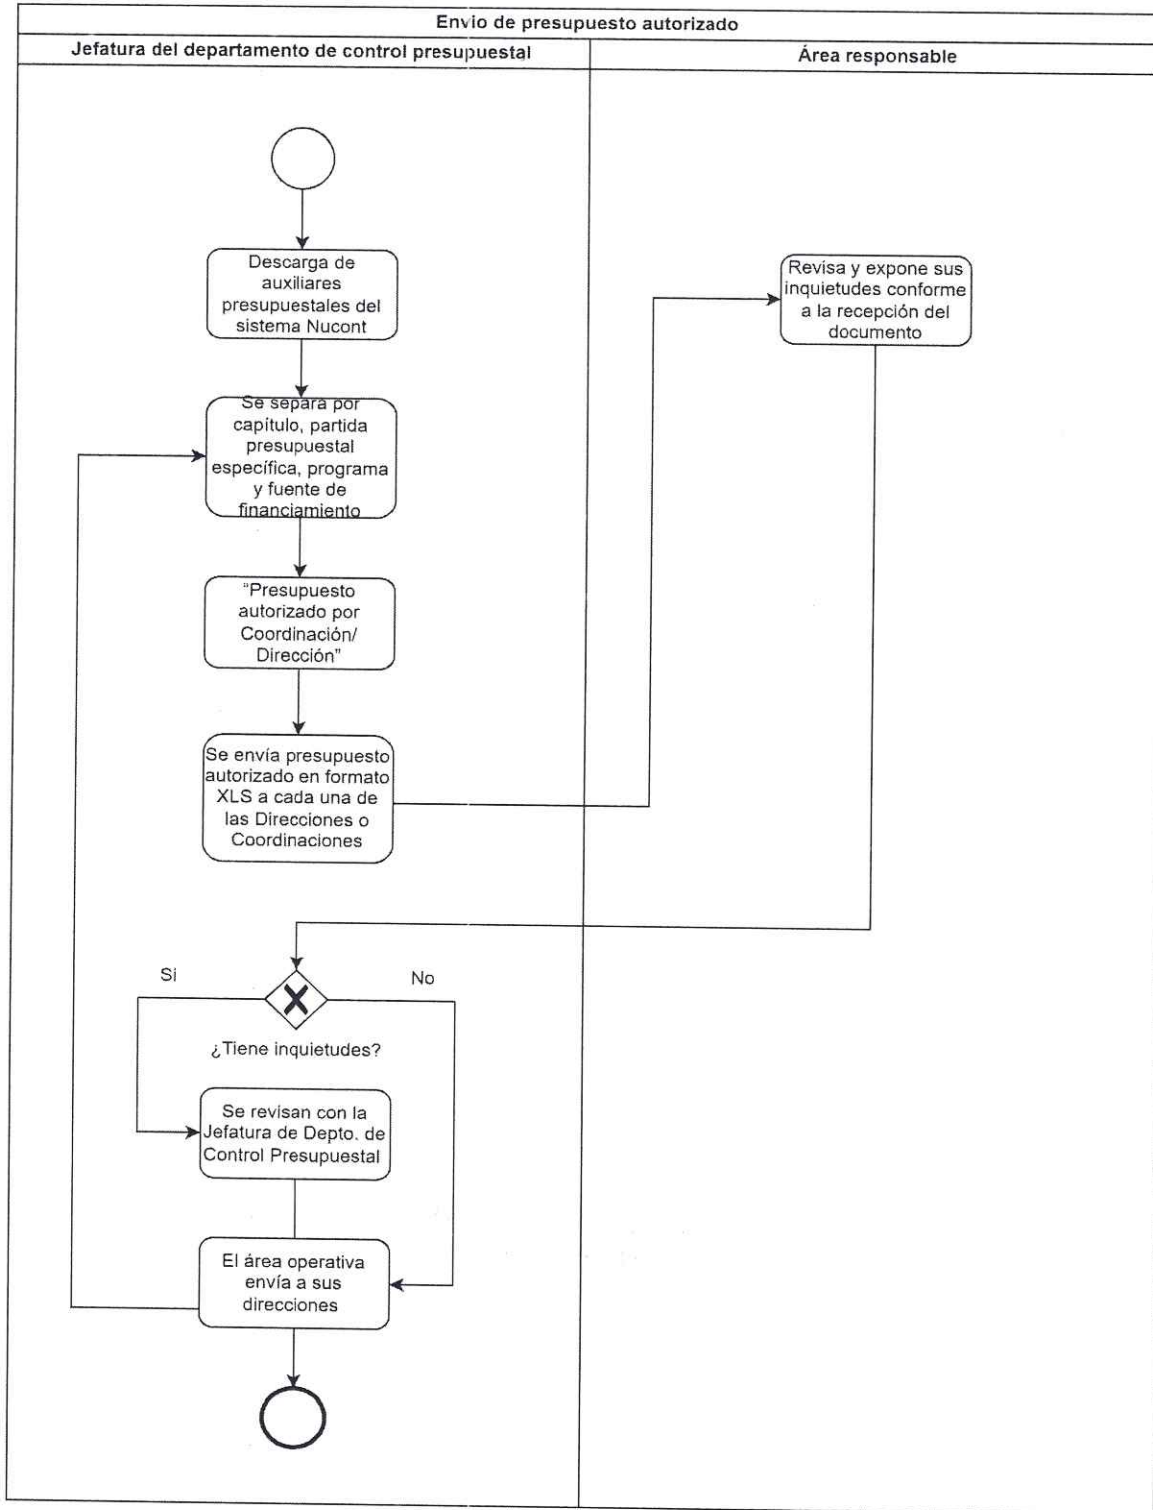 Envio de presupuesto autorizado
Jefatura del departamento de control presupuestal
Área responsable
Descarga de
auxiliares
presupuestales del
sistema Nucont
Revisa y expone sus
inquietudes conforme
a la recepción del
documento
Se separa por
capítulo, partida
presupuestal
específica, programa
y fuente de
financiamiento
“Presupuesto
autorizado por
Coordinación/
Dirección”
Se envía presupuesto
autorizado en formato
XLS a cada una de
las Direcciones o
Coordinaciones
Si
No
¿Tiene inquietudes?
Se revisan con la
Jefatura de Depto. de
Control Presupuestal
El área operativa
envía a sus
direcciones